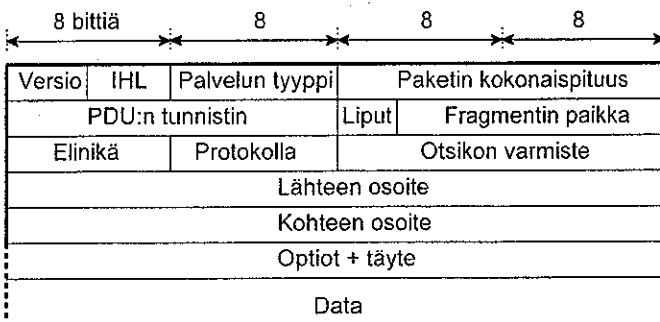 8 bittiä 8 8 8
Versio IHL Palvelun tyyppi Paketin kokonaispituus
PDU:n tunnistin Liput Fragmentin paikka
Elinikä Protokolla Otsikon varmiste
Lähteen osoite
Kohteen osoite
Optiot + täyte
Data